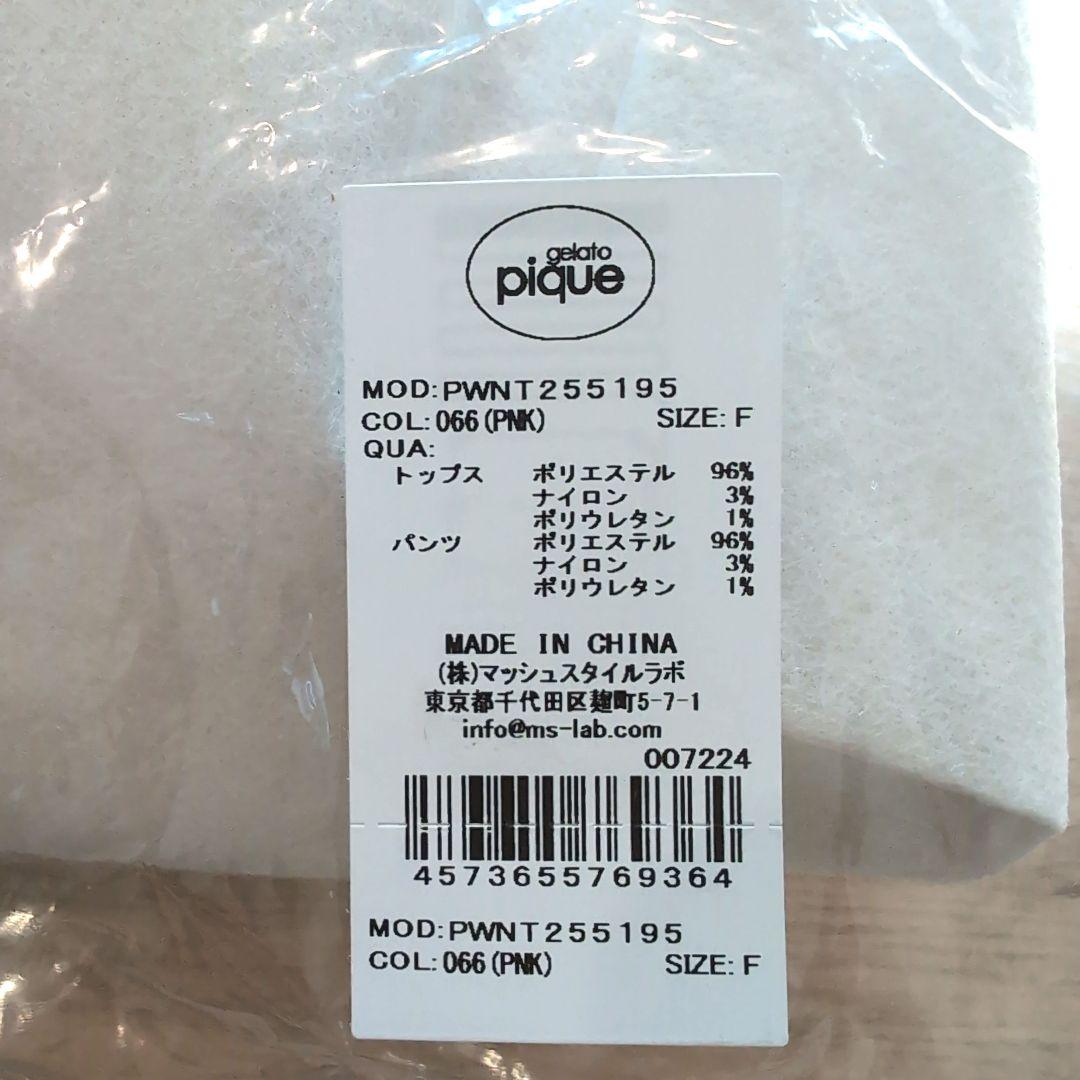 gelato
pique
MOD:PWNT255195
COL:066(PNK) SIZE:F
QUA:
トップス ポリエステル 96%
ナイロン 3%
ポリウレタン 1%
パンツ ポリエステル 96%
ナイロン 3%
ポリウレタン 1%
MADE IN CHINA
(株)マッシュスタイルラボ
東京都千代田区麹町5-7-1
info@ms-lab.com
007224
4573655769364
MOD:PWNT255195
COL:066(PNK) SIZE:F